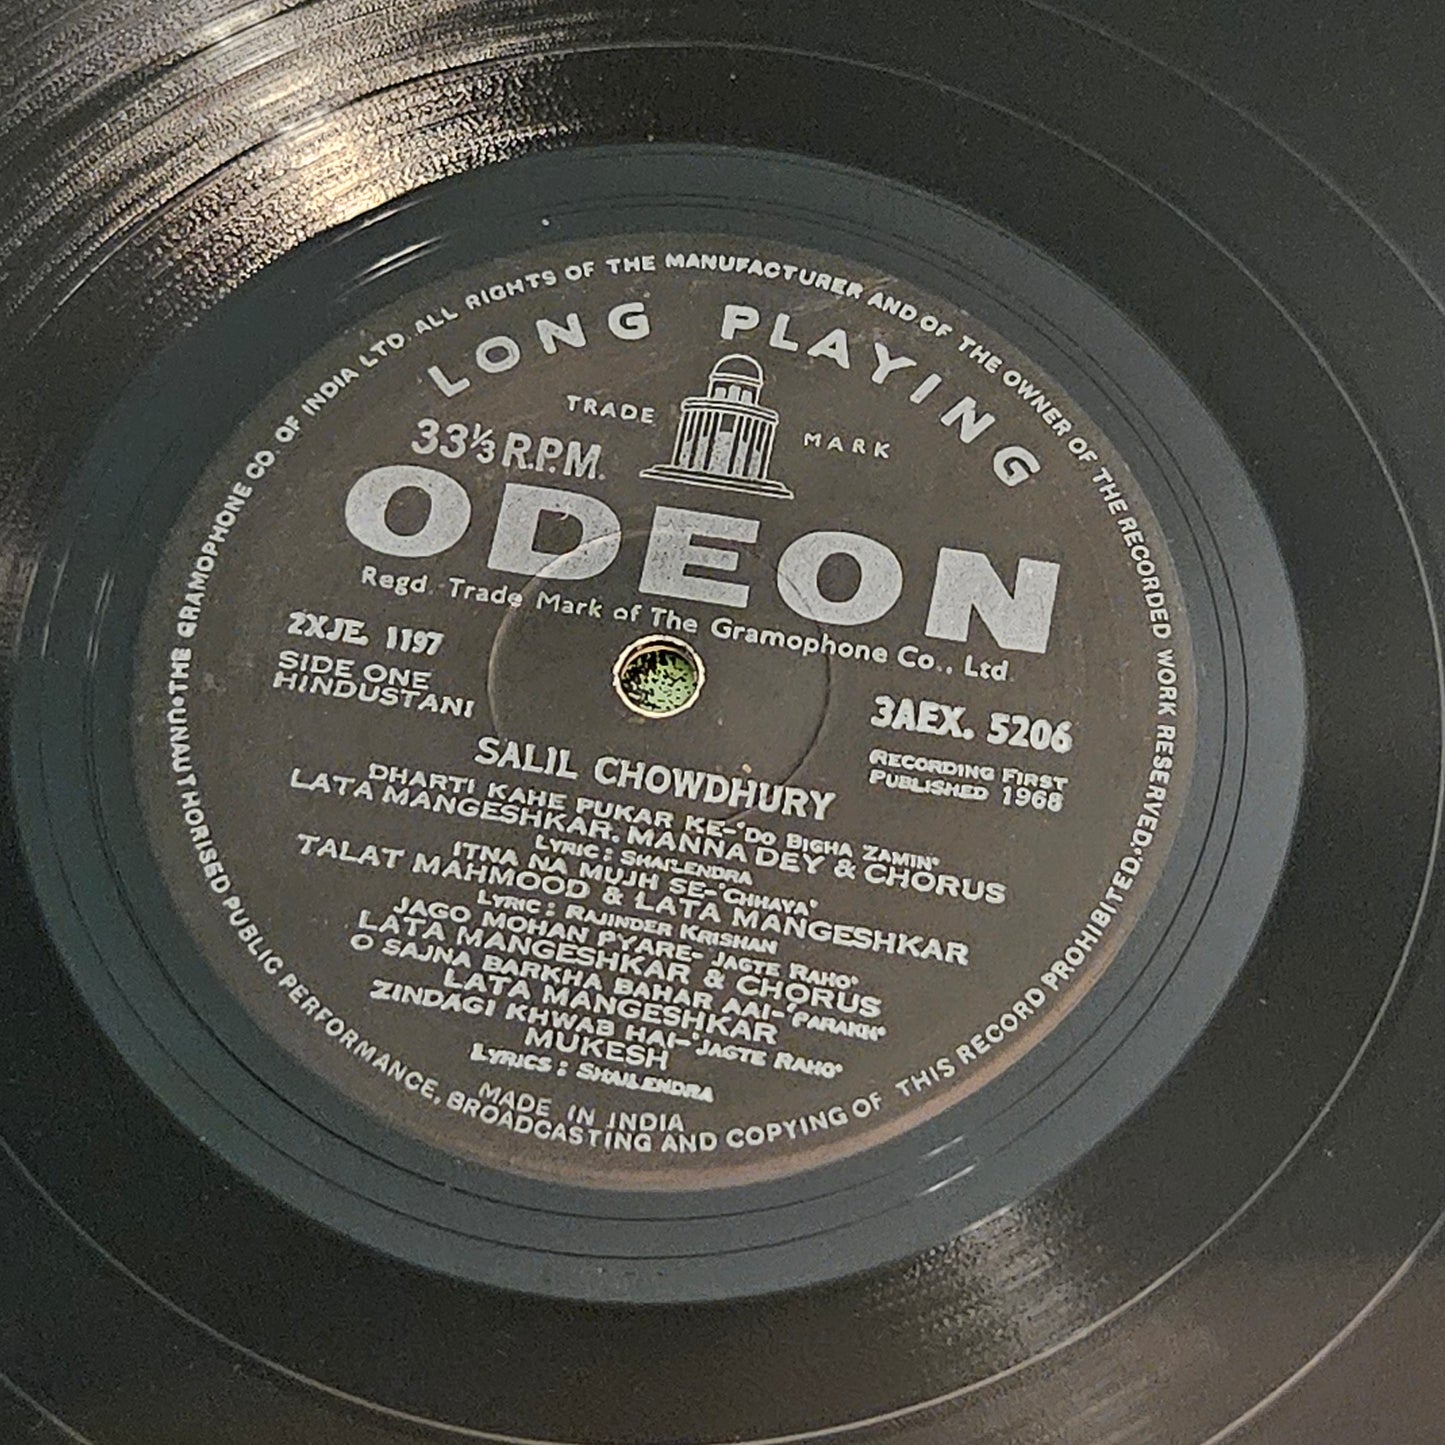 THE GRAMOPHONE CO. OF INDIA LTD. ALL RIGHTS OF THE MANUFACTURER AND OF THE OWNER OF THE RECORDED WORK RESERVED.
UNAUTHORISED PUBLIC PERFORMANCE, BROADCASTING AND COPYING OF THIS RECORD PROHIBITED.
LONG PLAYING
TRADE MARK
33⅓ R.P.M.
ODEON
Regd. Trade Mark of The Gramophone Co., Ltd.
2XJE. 1197
SIDE ONE
HINDUSTANI
3AEX. 5206
RECORDING FIRST
PUBLISHED 1968
SALIL CHOWDHURY
DHARTI KAHE PUKAR KE-'DO BIGHA ZAMIN'
LATA MANGESHKAR, MANNA DEY & CHORUS
LYRIC : SHAILENDRA
ITNA NA MUJH SE-'CHHAYA'
TALAT MAHMOOD & LATA MANGESHKAR
LYRIC : RAJINDER KRISHAN
JAGO MOHAN PYARE-'JAGTE RAHO'
LATA MANGESHKAR & CHORUS
O SAJNA BARKHA BAHAR AAI-'PARAKH'
LATA MANGESHKAR
ZINDAGI KHWAB HAI-'JAGTE RAHO'
MUKESH
LYRICS : SHAILENDRA
MADE IN INDIA